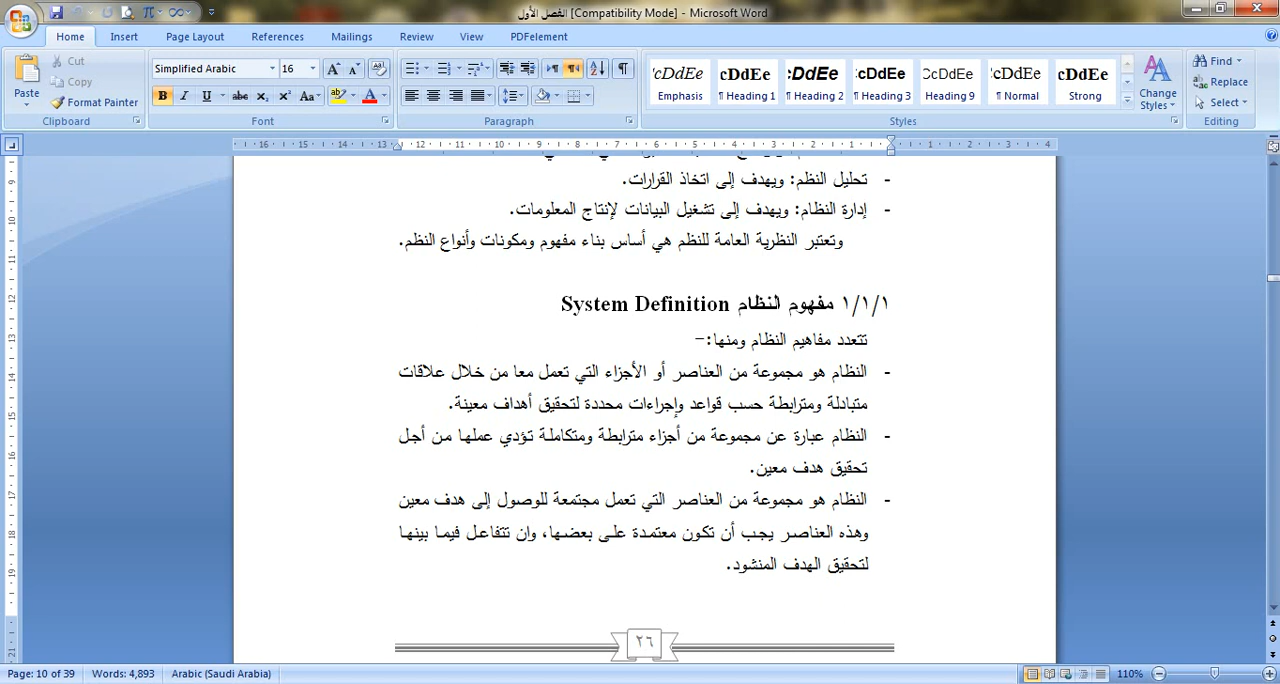 الفصل الأول [Compatibility Mode] - Microsoft Word
Home Insert Page Layout References Mailings Review View PDFelement
Paste
Cut
Copy
Format Painter
Clipboard
Simplified Arabic 16
Font
Paragraph
Emphasis ¶ Heading 1 ¶ Heading 2 ¶ Heading 3 Heading 9 ¶ Normal Strong
Styles
Change Styles
Find
Replace
Select
Editing
- تحليل النظم: ويهدف إلى اتخاذ القرارات.
- إدارة النظام: ويهدف إلى تشغيل البيانات لإنتاج المعلومات.
وتعتبر النظرية العامة للنظم هي أساس بناء مفهوم ومكونات وأنواع النظم.
١/١/١ مفهوم النظام System Definition
تتعدد مفاهيم النظام ومنها:-
- النظام هو مجموعة من العناصر أو الأجزاء التي تعمل معا من خلال علاقات
متبادلة ومترابطة حسب قواعد وإجراءات محددة لتحقيق أهداف معينة.
- النظام عبارة عن مجموعة من أجزاء مترابطة ومتكاملة تؤدي عملها من أجل
تحقيق هدف معين.
- النظام هو مجموعة من العناصر التي تعمل مجتمعة للوصول إلى هدف معين
وهذه العناصر يجب أن تكون معتمدة على بعضها، وان تتفاعل فيما بينها
لتحقيق الهدف المنشود.
٢٦
Page: 10 of 39 Words: 4,893 Arabic (Saudi Arabia) 110%